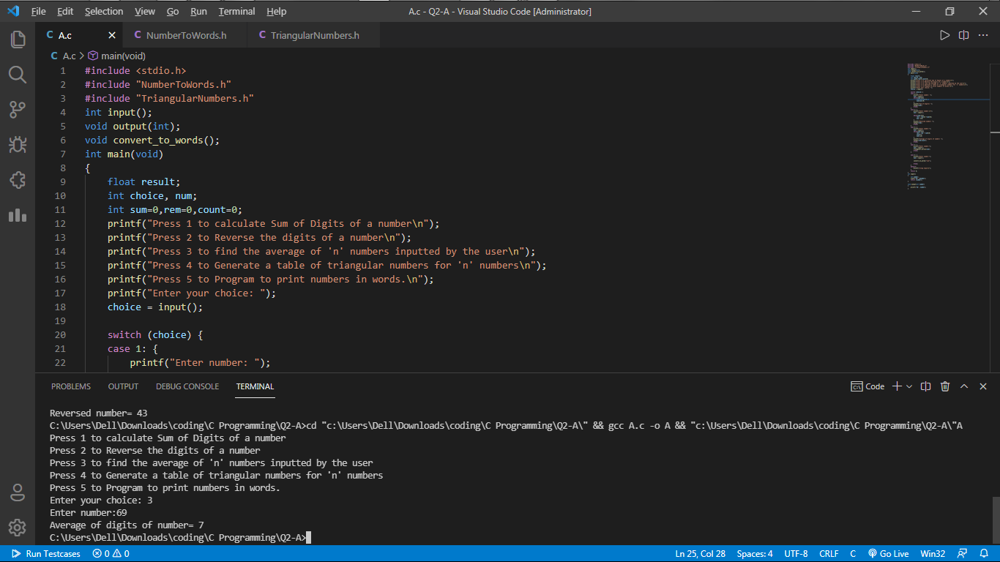 File Edit Selection View Go Run Terminal Help A.c - Q2-A - Visual Studio Code [Administrator]
C A.c NumberToWords.h TriangularNumbers.h
C A.c > main(void)
1 #include <stdio.h>
2 #include "NumberToWords.h"
3 #include "TriangularNumbers.h"
4 int input();
5 void output(int);
6 void convert_to_words();
7 int main(void)
8 {
9 float result;
10 int choice, num;
11 int sum=0,rem=0,count=0;
12 printf("Press 1 to calculate Sum of Digits of a number\n");
13 printf("Press 2 to Reverse the digits of a number\n");
14 printf("Press 3 to find the average of 'n' numbers inputted by the user\n");
15 printf("Press 4 to Generate a table of triangular numbers for 'n' numbers\n");
16 printf("Press 5 to Program to print numbers in words.\n");
17 printf("Enter your choice: ");
18 choice = input();
19
20 switch (choice) {
21 case 1: {
22 printf("Enter number: ");
PROBLEMS OUTPUT DEBUG CONSOLE TERMINAL Code
Reversed number= 43
C:\Users\Dell\Downloads\coding\C Programming\Q2-A>cd "c:\Users\Dell\Downloads\coding\C Programming\Q2-A\" && gcc A.c -o A && "c:\Users\Dell\Downloads\coding\C Programming\Q2-A\"A
Press 1 to calculate Sum of Digits of a number
Press 2 to Reverse the digits of a number
Press 3 to find the average of 'n' numbers inputted by the user
Press 4 to Generate a table of triangular numbers for 'n' numbers
Press 5 to Program to print numbers in words.
Enter your choice: 3
Enter number:69
Average of digits of number= 7
C:\Users\Dell\Downloads\coding\C Programming\Q2-A>
Run Testcases 0 0 Ln 25, Col 28 Spaces: 4 UTF-8 CRLF C Go Live Win32